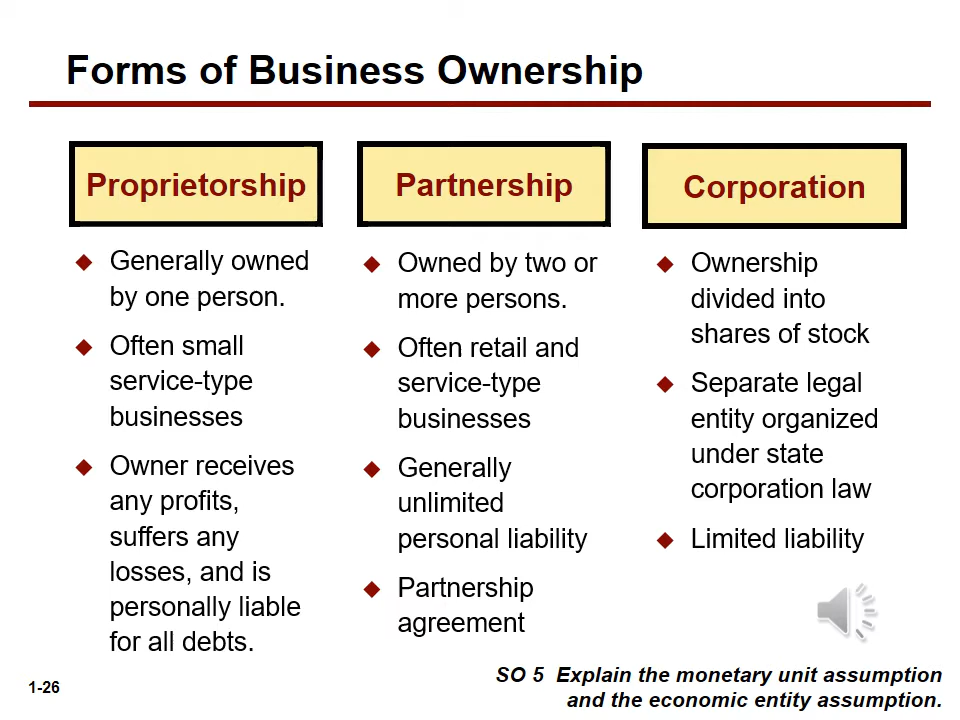 Forms of Business Ownership
Proprietorship
Generally owned
by one person.
Often small
service-type
businesses
Owner receives
any profits,
suffers any
losses, and is
personally liable
for all debts.
Partnership
Owned by two or
more persons.
Often retail and
service-type
businesses
Generally
unlimited
personal liability
Partnership
agreement
Corporation
Ownership
divided into
shares of stock
Separate legal
entity organized
under state
corporation law
Limited liability
1-26
SO 5 Explain the monetary unit assumption
and the economic entity assumption.